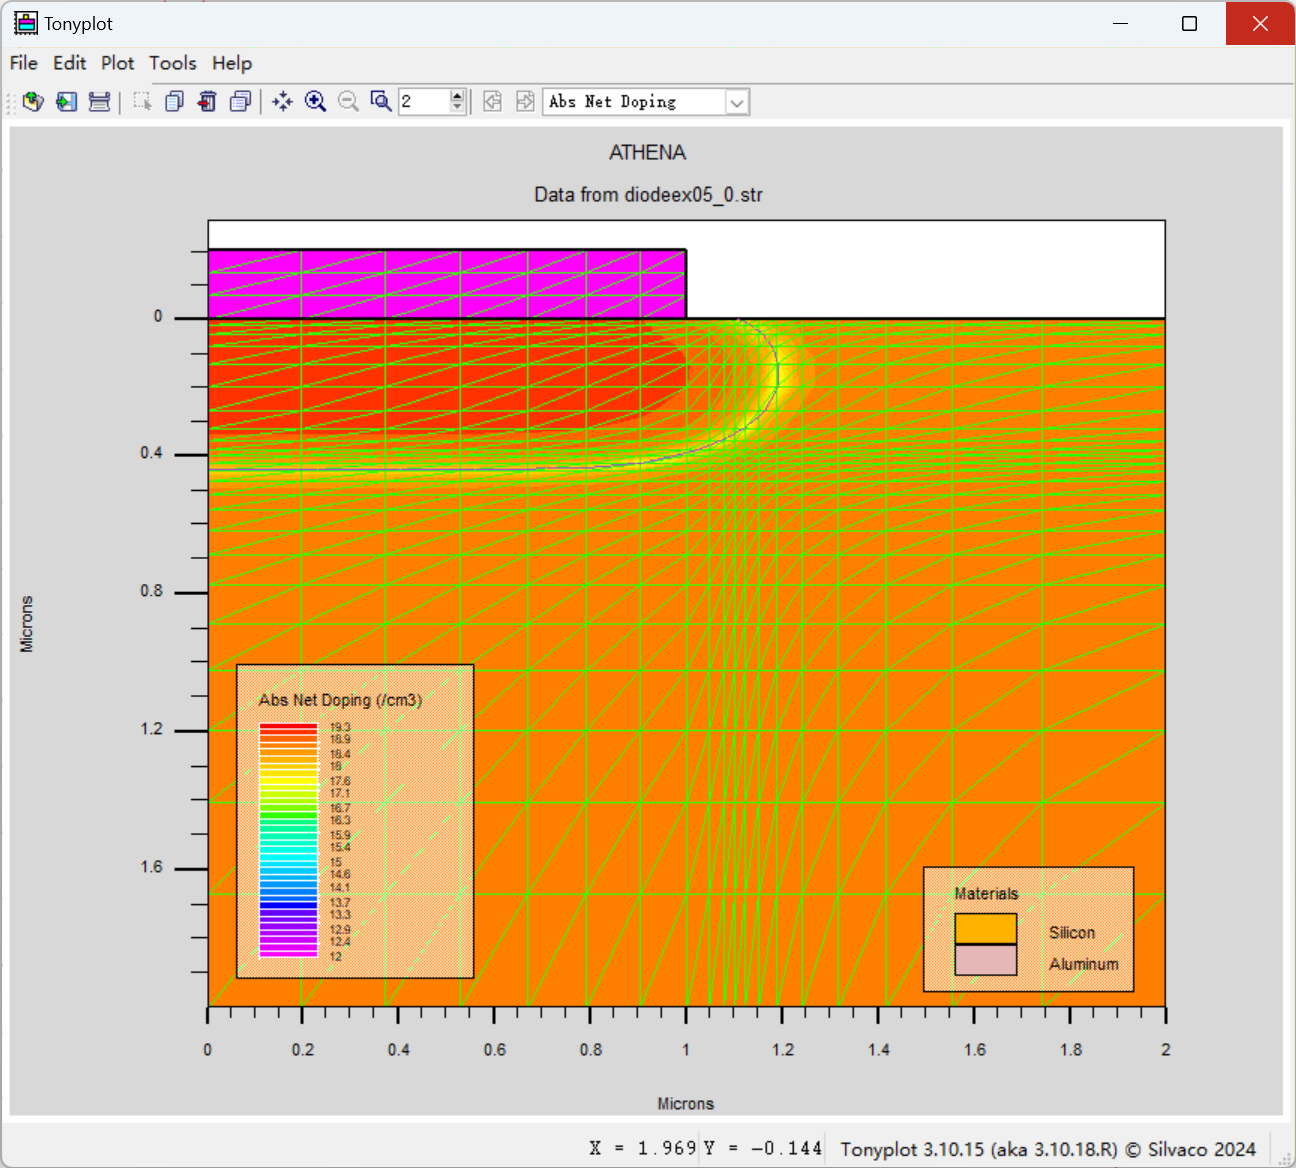 Tonyplot
File Edit Plot Tools Help
2 Abs Net Doping
ATHENA
Data from diodeex05_0.str
0
0.4
0.8
1.2
1.6
Microns
Abs Net Doping (/cm3)
19.3
18.9
18.4
18
17.6
17.1
16.7
16.3
15.9
15.4
15
14.6
14.1
13.7
13.3
12.9
12.4
12
Materials
Silicon
Aluminum
0 0.2 0.4 0.6 0.8 1 1.2 1.4 1.6 1.8 2
Microns
X = 1.969 Y = -0.144 Tonyplot 3.10.15 (aka 3.10.18.R) © Silvaco 2024